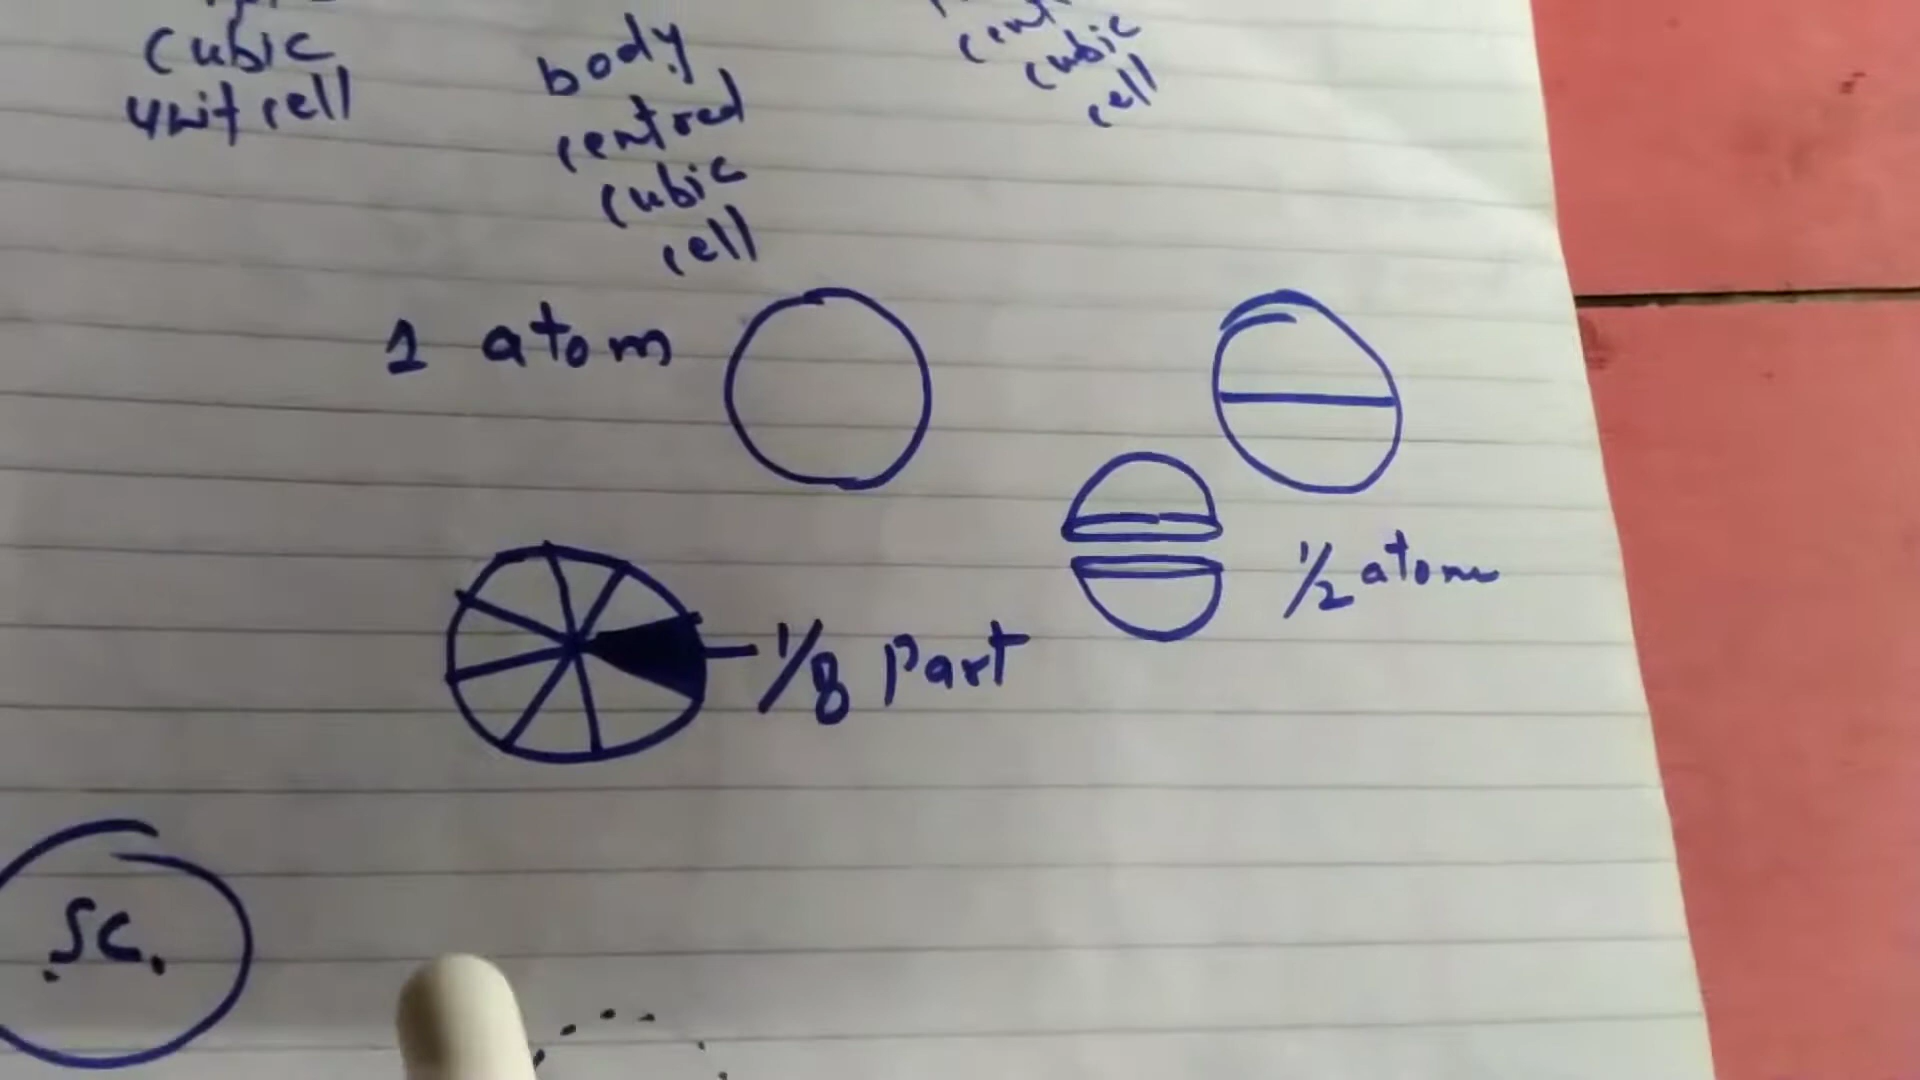 cubic
unit cell
body
centred
cubic
cell
cubic
cell
1 atom
1/2 atom
1/8 Part
SC.